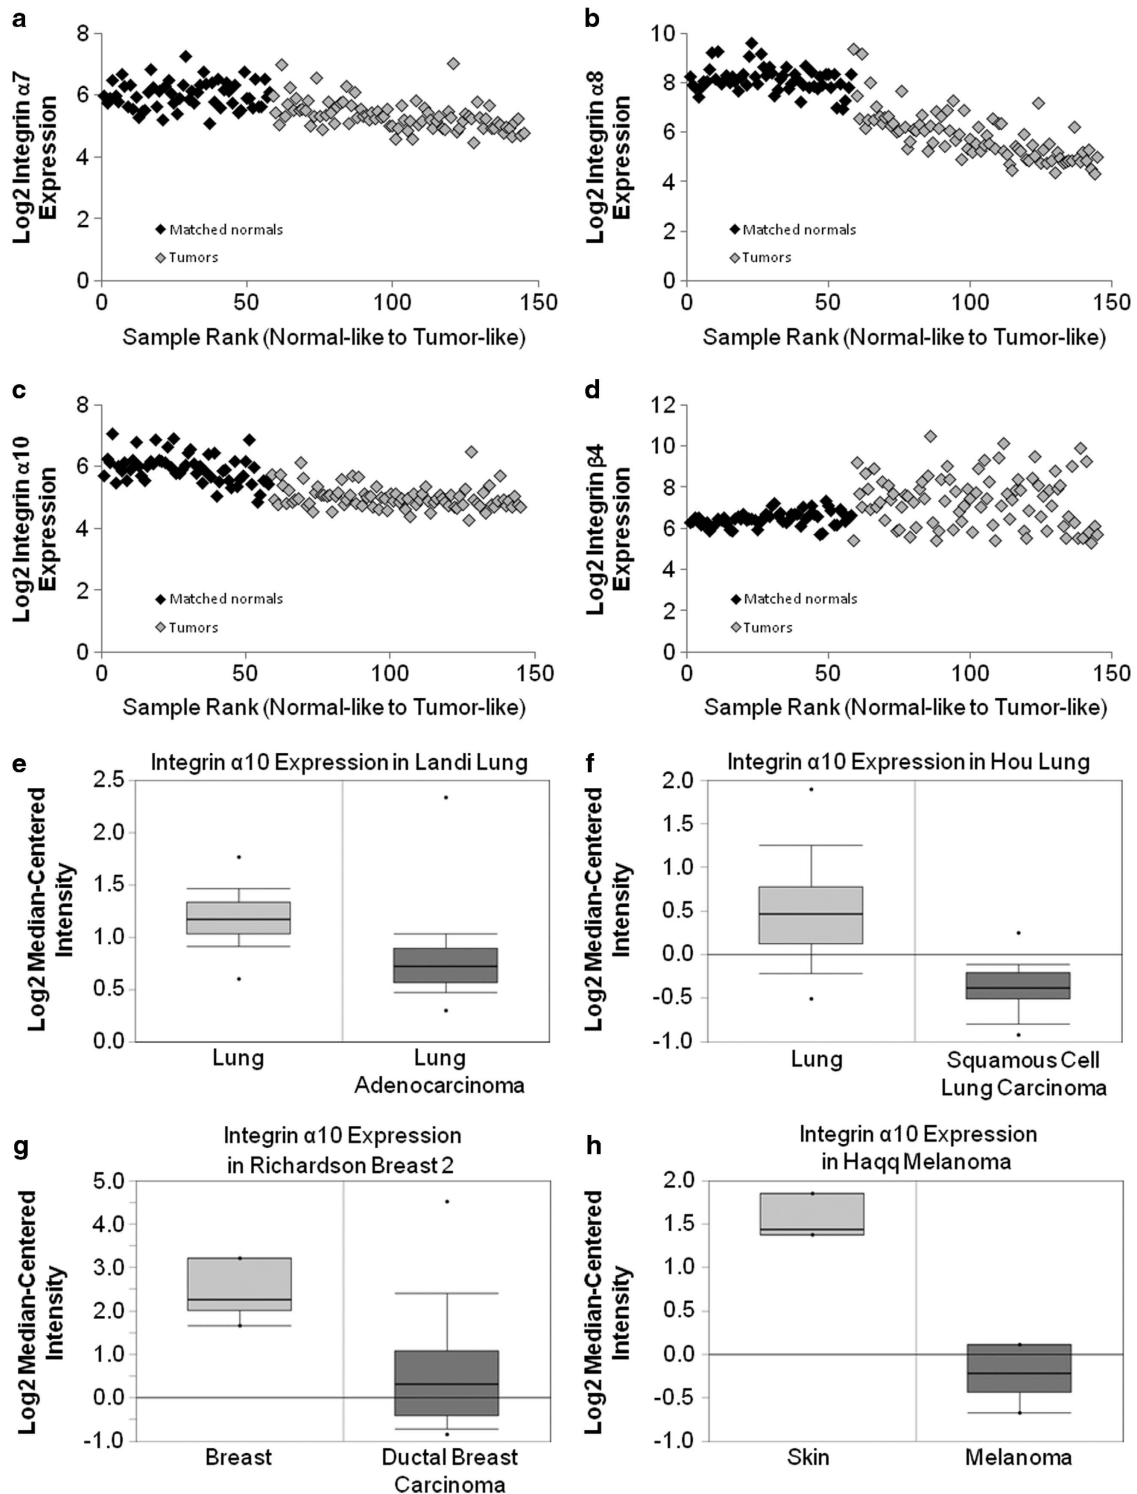 a
8
6
4
2
0
Log2 Integrin α7
Expression
Matched normals
Tumors
0 50 100 150
Sample Rank (Normal-like to Tumor-like)
b
10
8
6
4
2
0
Log2 Integrin α8
Expression
Matched normals
Tumors
0 50 100 150
Sample Rank (Normal-like to Tumor-like)
c
8
6
4
2
0
Log2 Integrin α10
Expression
Matched normals
Tumors
0 50 100 150
Sample Rank (Normal-like to Tumor-like)
d
12
10
8
6
4
2
0
Log2 Integrin β4
Expression
Matched normals
Tumors
0 50 100 150
Sample Rank (Normal-like to Tumor-like)
e
Integrin α10 Expression in Landi Lung
2.5
2.0
1.5
1.0
0.5
0.0
Log2 Median-Centered
Intensity
Lung
Lung
Adenocarcinoma
f
Integrin α10 Expression in Hou Lung
2.0
1.5
1.0
0.5
0.0
-0.5
-1.0
Log2 Median-Centered
Intensity
Lung
Squamous Cell
Lung Carcinoma
g
Integrin α10 Expression
in Richardson Breast 2
5.0
4.0
3.0
2.0
1.0
0.0
-1.0
Log2 Median-Centered
Intensity
Breast
Ductal Breast
Carcinoma
h
Integrin α10 Expression
in Haqq Melanoma
2.0
1.5
1.0
0.5
0.0
-0.5
-1.0
Log2 Median-Centered
Intensity
Skin
Melanoma